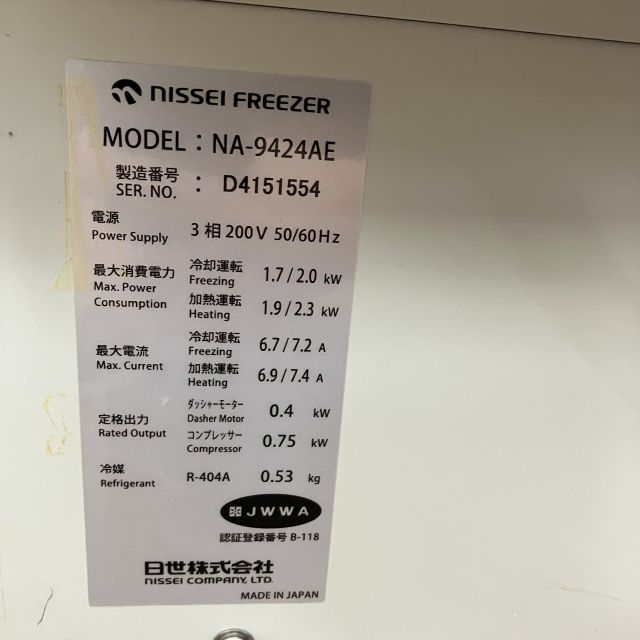 NISSEI FREEZER
MODEL : NA-9424AE
製造番号
SER. NO. : D4151554
電源
Power Supply 3 相 200V 50/60Hz
最大消費電力 冷却運転
Max. Power Freezing 1.7 / 2.0 kW
Consumption 加熱運転
Heating 1.9 / 2.3 kW
最大電流 冷却運転
Max. Current Freezing 6.7 / 7.2 A
加熱運転
Heating 6.9 / 7.4 A
定格出力 ダッシャーモーター
Rated Output Dasher Motor 0.4 kW
コンプレッサー
Compressor 0.75 kW
冷媒
Refrigerant R-404A 0.53 kg
JWWA
認証登録番号 B-118
日世株式会社
NISSEI COMPANY, LTD.
MADE IN JAPAN